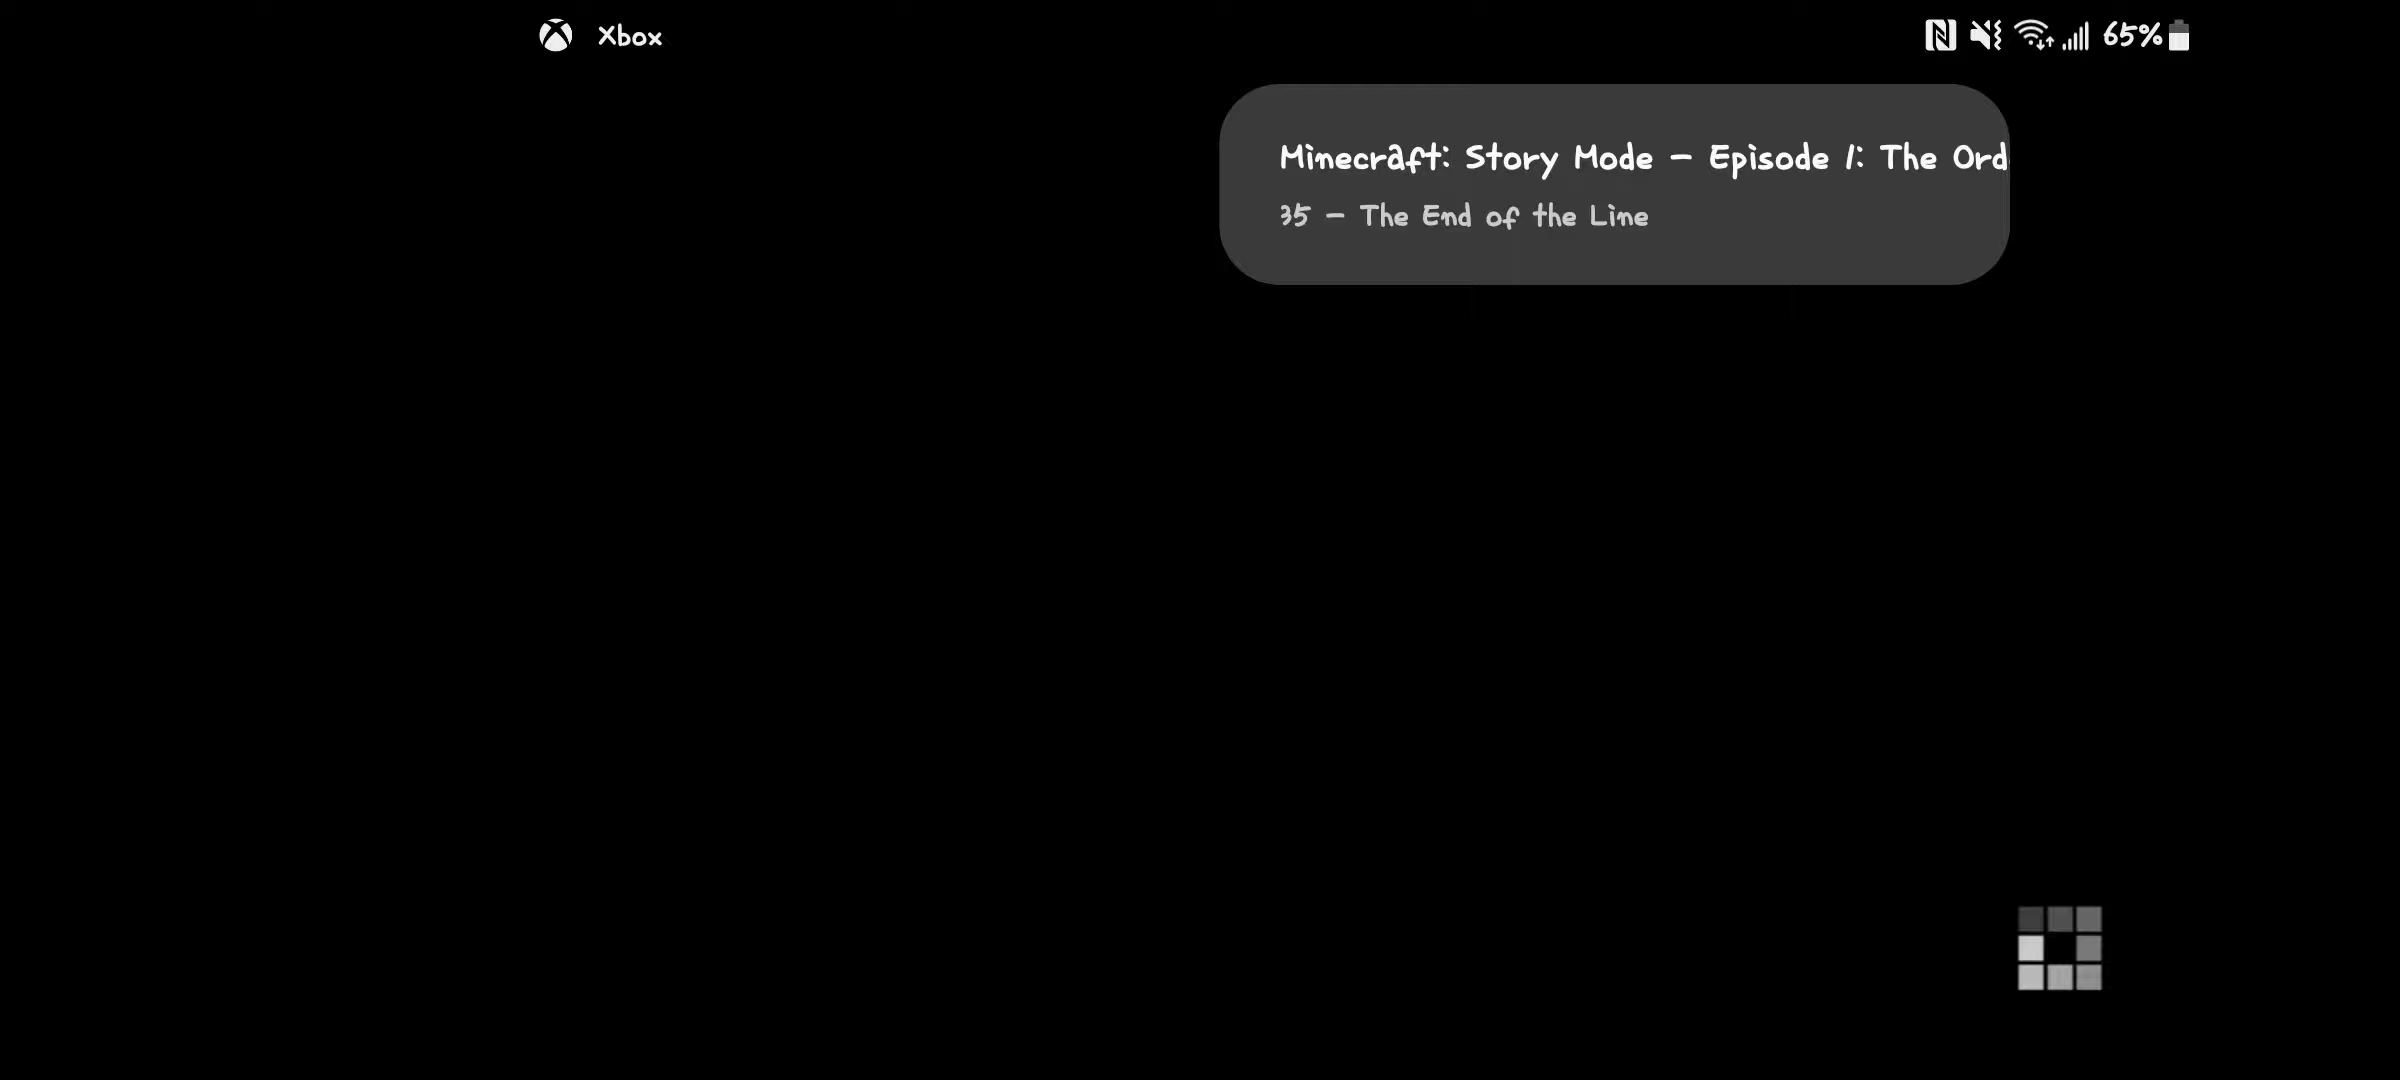 Xbox
65%
Minecraft: Story Mode - Episode 1: The Ord
35 - The End of the Line